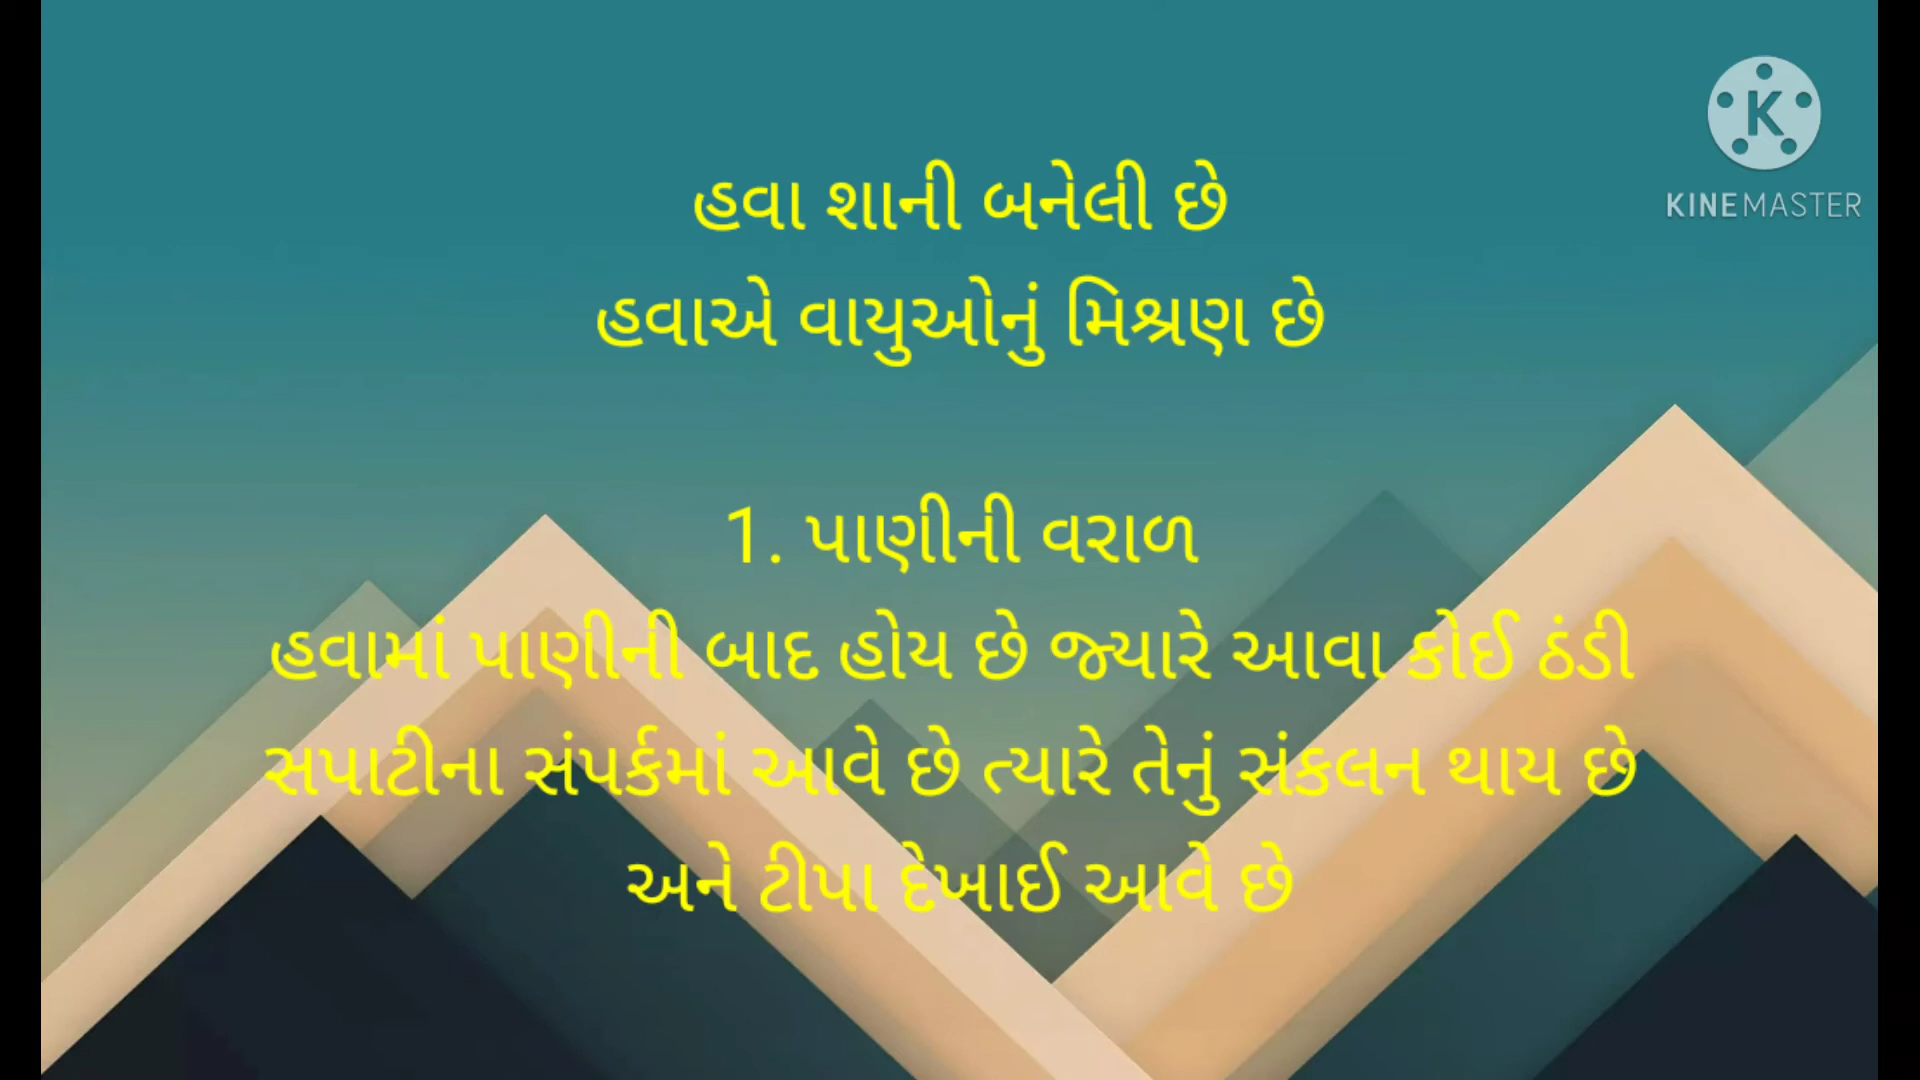 K
KINEMASTER
હવા શાની બનેલી છે
હવાએ વાયુઓનું મિશ્રણ છે
1. પાણીની વરાળ
હવામાં પાણીની બાદ હોય છે જ્યારે આવા કોઈ ઠંડી
સપાટીના સંપર્કમાં આવે છે ત્યારે તેનું સંકલન થાય છે
અને ટીપા દેખાઈ આવે છે